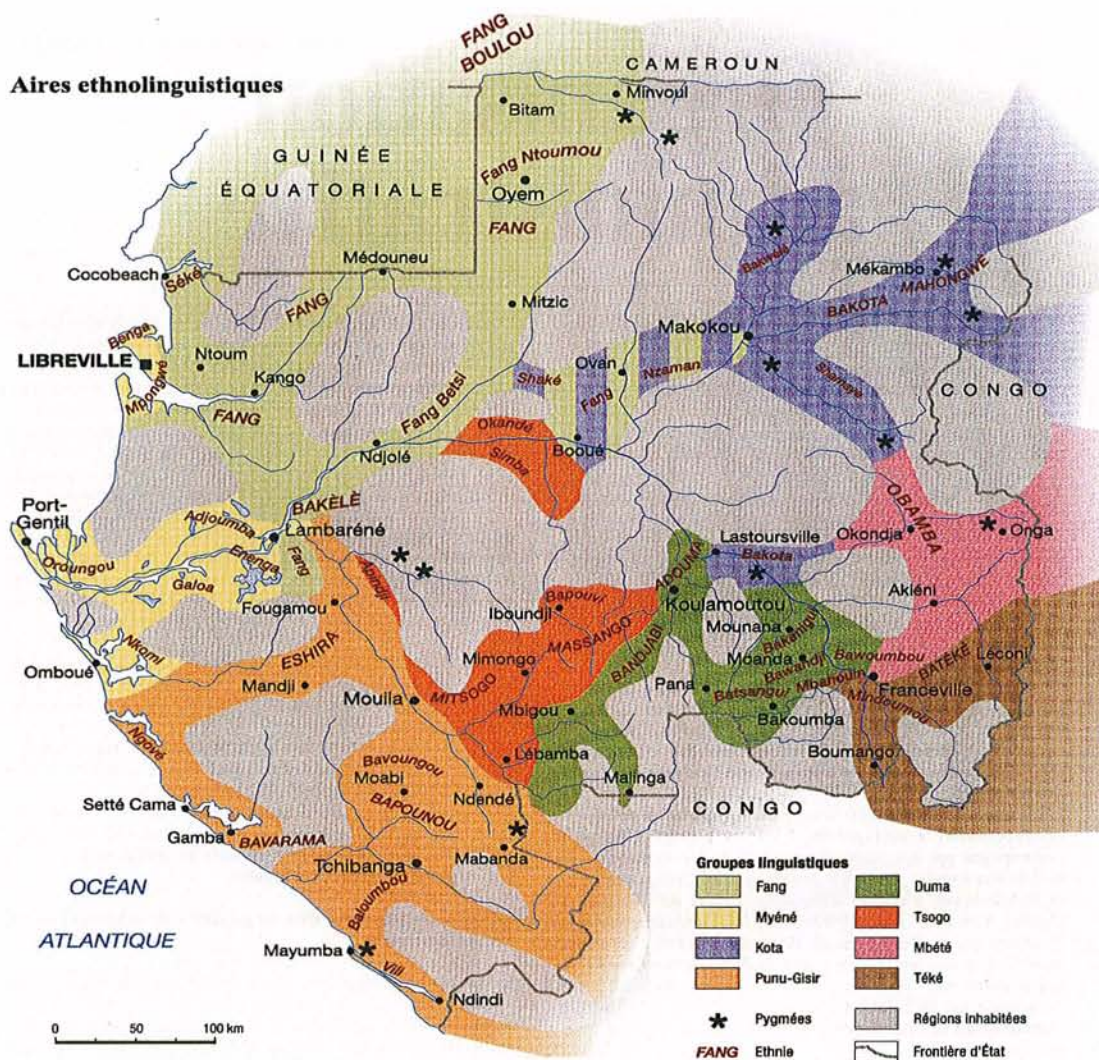 Aires ethnolinguistiques
FANG
BOULOU
CAMEROUN
Minvoul
Bitam
GUINÉE
ÉQUATORIALE
Fang Ntoumou
Oyem
FANG
Cocobeach
Séké
Médouneu
FANG
Mitzic
Bakwélé
Mékambo
MAHONGWÈ
BAKOTA
Makokou
Benga
LIBREVILLE
Ntoum
Mpongwé
Kango
FANG
Fang Betsi
Shaké
Ovan
Fang
Nzaman
Shamaye
CONGO
Okandé
Simba
Ndjolé
Booué
BAKÈLÈ
Port-
Gentil
Adjoumba
Lambaréné
Oroungou
Enenga
Galoa
Fang
OBAMBA
Okondja
Onga
Lastoursville
Bakota
ADOUMA
Apindji
Bapouvi
Iboundji
Koulamoutou
Akiéni
Fougamou
Mounana
Bakanigui
MASSANGO
BANDJABI
Nkomi
ESHIRA
Omboué
Mimongo
Moanda
Bawandji
Bawoumbou
BATÉKÉ
Léconi
Mandji
Mouila
MITSOGO
Pana
Batsangui
Mbahouin
Franceville
Mindoumou
Mbigou
Bakoumba
Ngové
Lébamba
Boumango
Bavoungou
Moabi
BAPOUNOU
Ndendé
Malinga
CONGO
Setté Cama
Gamba
BAVARAMA
Mabanda
Tchibanga
OCÉAN
ATLANTIQUE
Baloumbou
Mayumba
Vili
Ndindi
0 50 100 km
Groupes linguistiques
Fang
Myéné
Kota
Punu-Gisir
Duma
Tsogo
Mbété
Téké
Pygmées
Régions inhabitées
FANG Ethnie
Frontière d'État